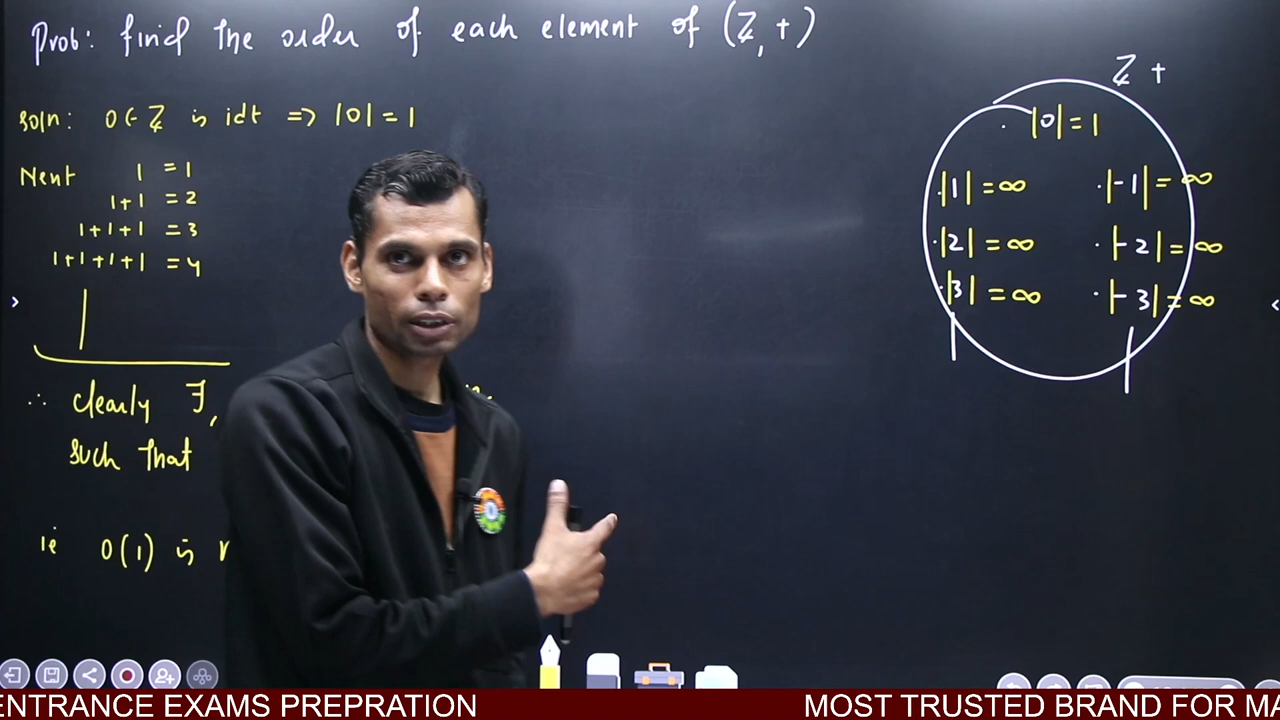 Prob: find the order of each element of (Z, +)
Soln: 0 ∈ Z is idt => |0| = 1
Nent 1 = 1
1+1 = 2
1+1+1 = 3
1+1+1+1 = 4
∴ clearly ∃,
such that
ie O(1) is
Z +
|0| = 1
|1| = ∞ |-1| = ∞
|2| = ∞ |-2| = ∞
|3| = ∞ |-3| = ∞
ENTRANCE EXAMS PREPRATION MOST TRUSTED BRAND FOR MA